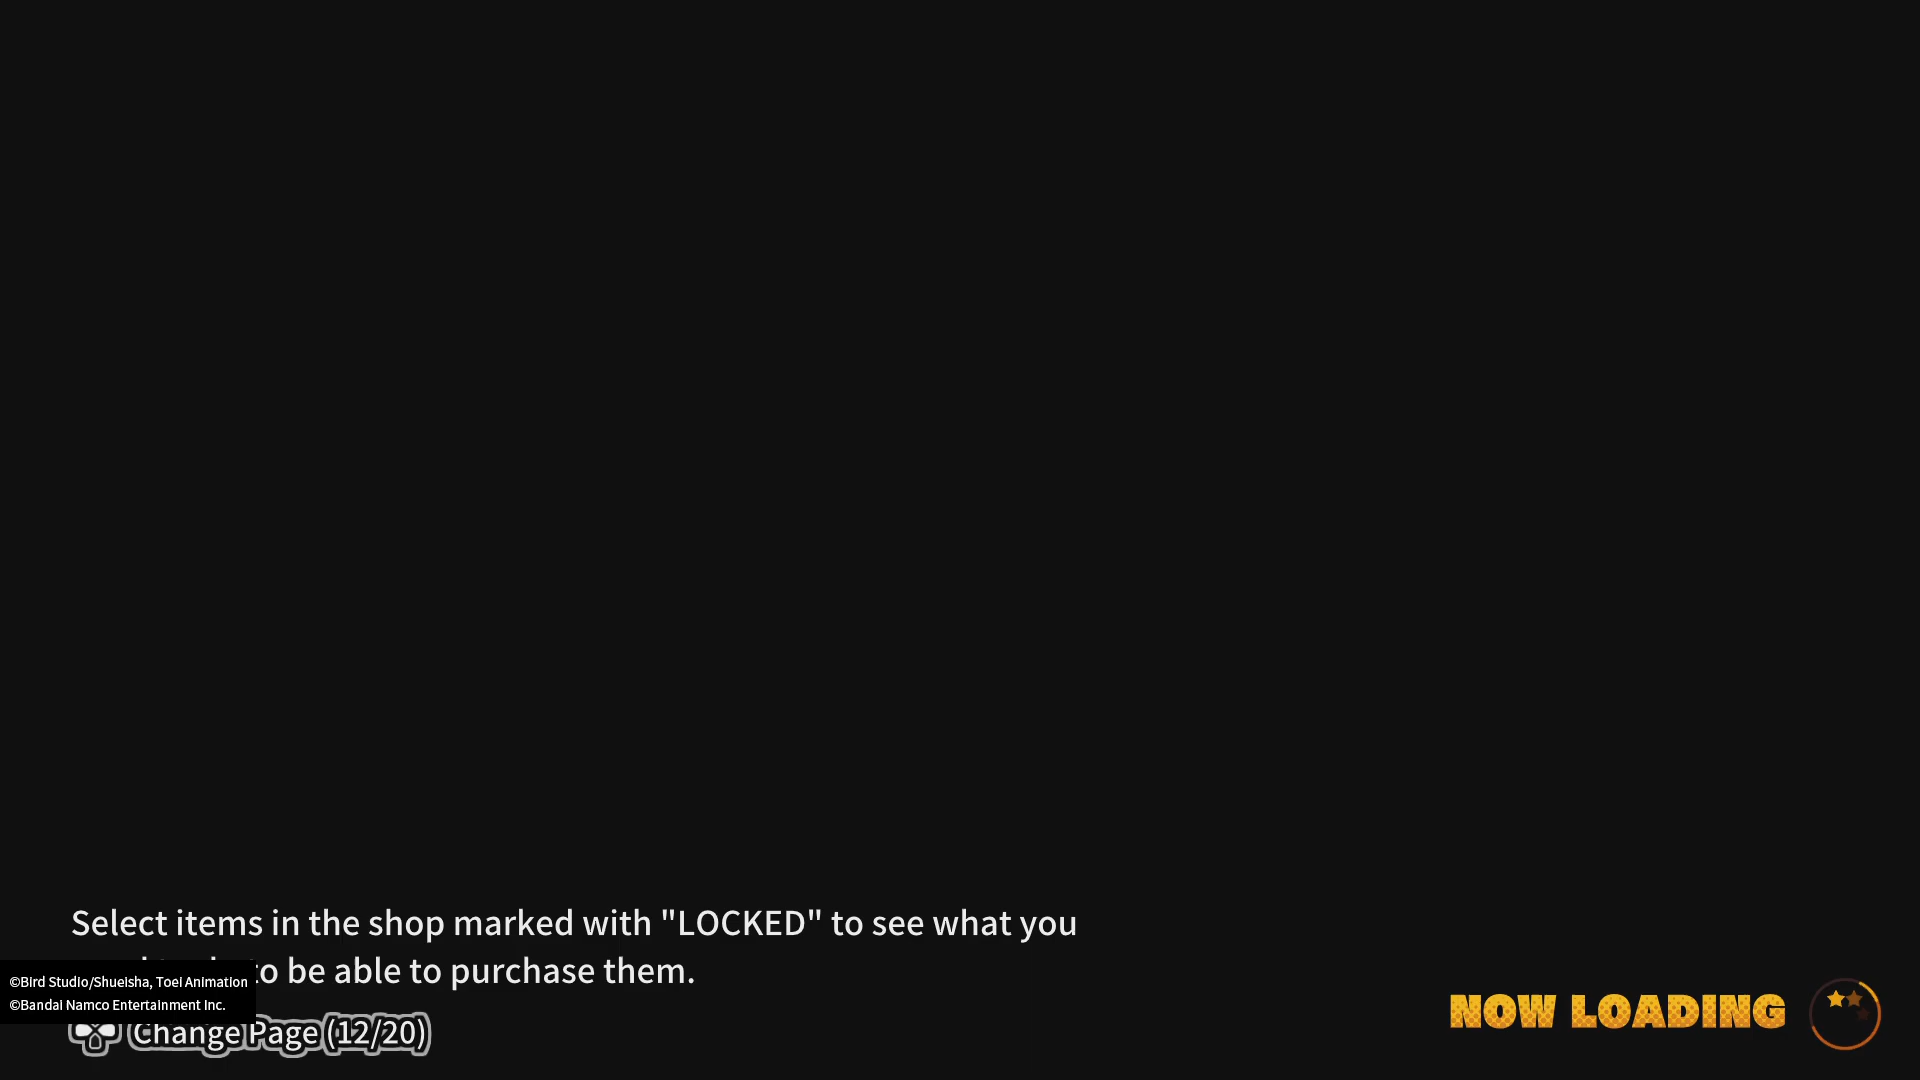 Select items in the shop marked with "LOCKED" to see what you
to be able to purchase them.
©Bird Studio/Shueisha, Toei Animation
©Bandai Namco Entertainment Inc.
Change Page (12/20)
NOW LOADING